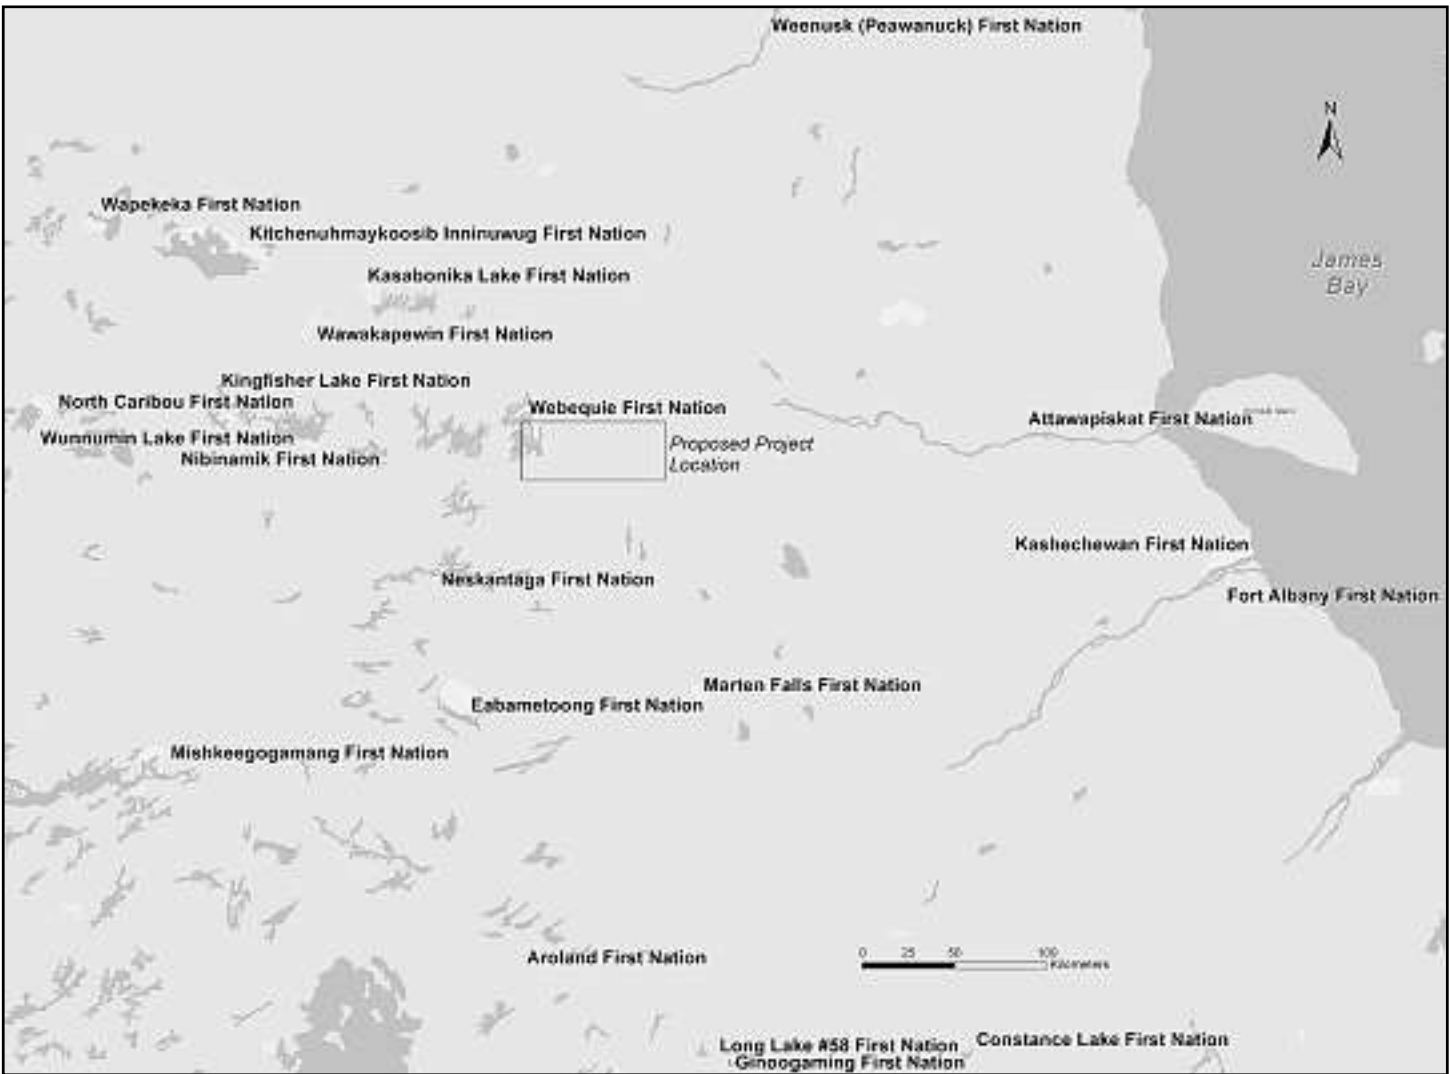 Weenusk (Peawanuck) First Nation
N
Wapekeka First Nation
Kitchenuhmaykoosib Inninuwug First Nation
James
Bay
Kasabonika Lake First Nation
Wawakapewin First Nation
Kingfisher Lake First Nation
North Caribou First Nation
Webequie First Nation
Attawapiskat First Nation
Wunnumin Lake First Nation
Proposed Project
Location
Nibinamik First Nation
Kashechewan First Nation
Neskantaga First Nation
Fort Albany First Nation
Marten Falls First Nation
Eabametoong First Nation
Mishkeegogamang First Nation
Aroland First Nation
0 25 50 100
Kilometers
Long Lake #58 First Nation
Constance Lake First Nation
Ginoogaming First Nation